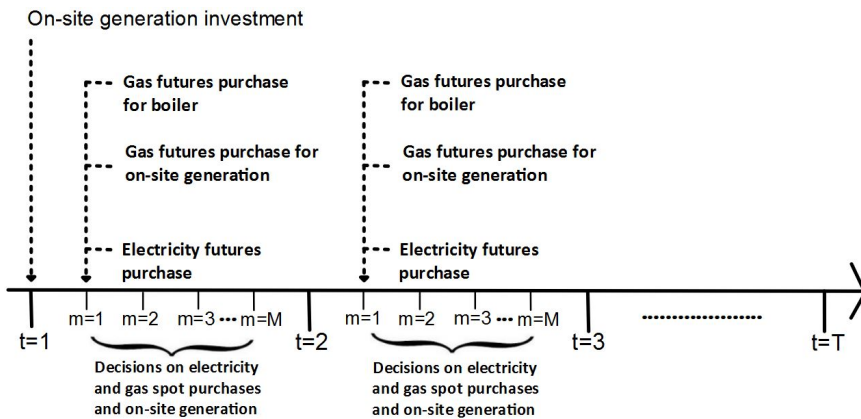 On-site generation investment
Gas futures purchase
for boiler
Gas futures purchase for
on-site generation
Electricity futures
purchase
Gas futures purchase
for boiler
Gas futures purchase for
on-site generation
Electricity futures
purchase
m=1 m=2 m=3 ••• m=M m=1 m=2 m=3 ••• m=M
t=1 t=2 t=3 t=T
Decisions on electricity
and gas spot purchases
and on-site generation
Decisions on electricity
and gas spot purchases
and on-site generation